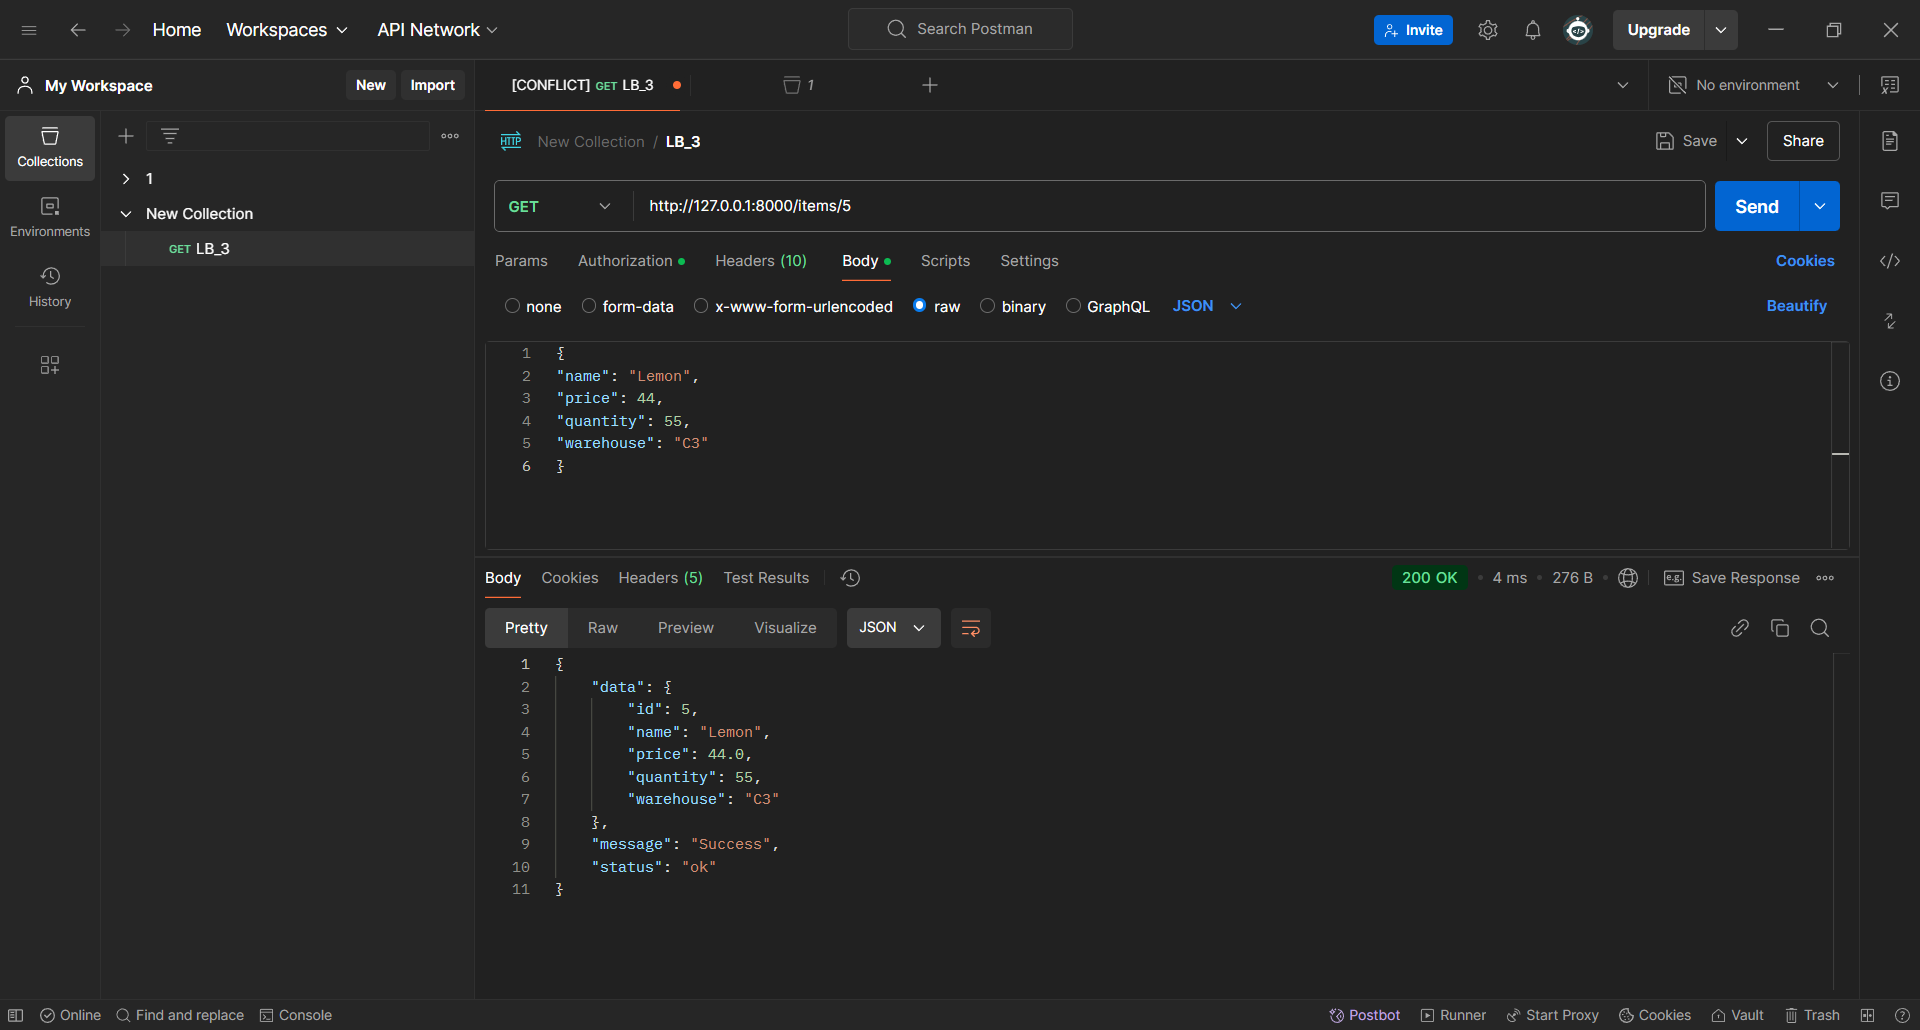 Home Workspaces API Network Search Postman Invite Upgrade
My Workspace New Import [CONFLICT] GET LB_3 1 No environment
New Collection / LB_3 Save Share
Collections
1
New Collection
GET LB_3
Environments
History
GET http://127.0.0.1:8000/items/5 Send
Params Authorization Headers (10) Body Scripts Settings Cookies
none form-data x-www-form-urlencoded raw binary GraphQL JSON Beautify
1 {
2 "name": "Lemon",
3 "price": 44,
4 "quantity": 55,
5 "warehouse": "C3"
6 }
Body Cookies Headers (5) Test Results 200 OK 4 ms 276 B e.g. Save Response
Pretty Raw Preview Visualize JSON
1 {
2 "data": {
3 "id": 5,
4 "name": "Lemon",
5 "price": 44.0,
6 "quantity": 55,
7 "warehouse": "C3"
8 },
9 "message": "Success",
10 "status": "ok"
11 }
Online Find and replace Console Postbot Runner Start Proxy Cookies Vault Trash